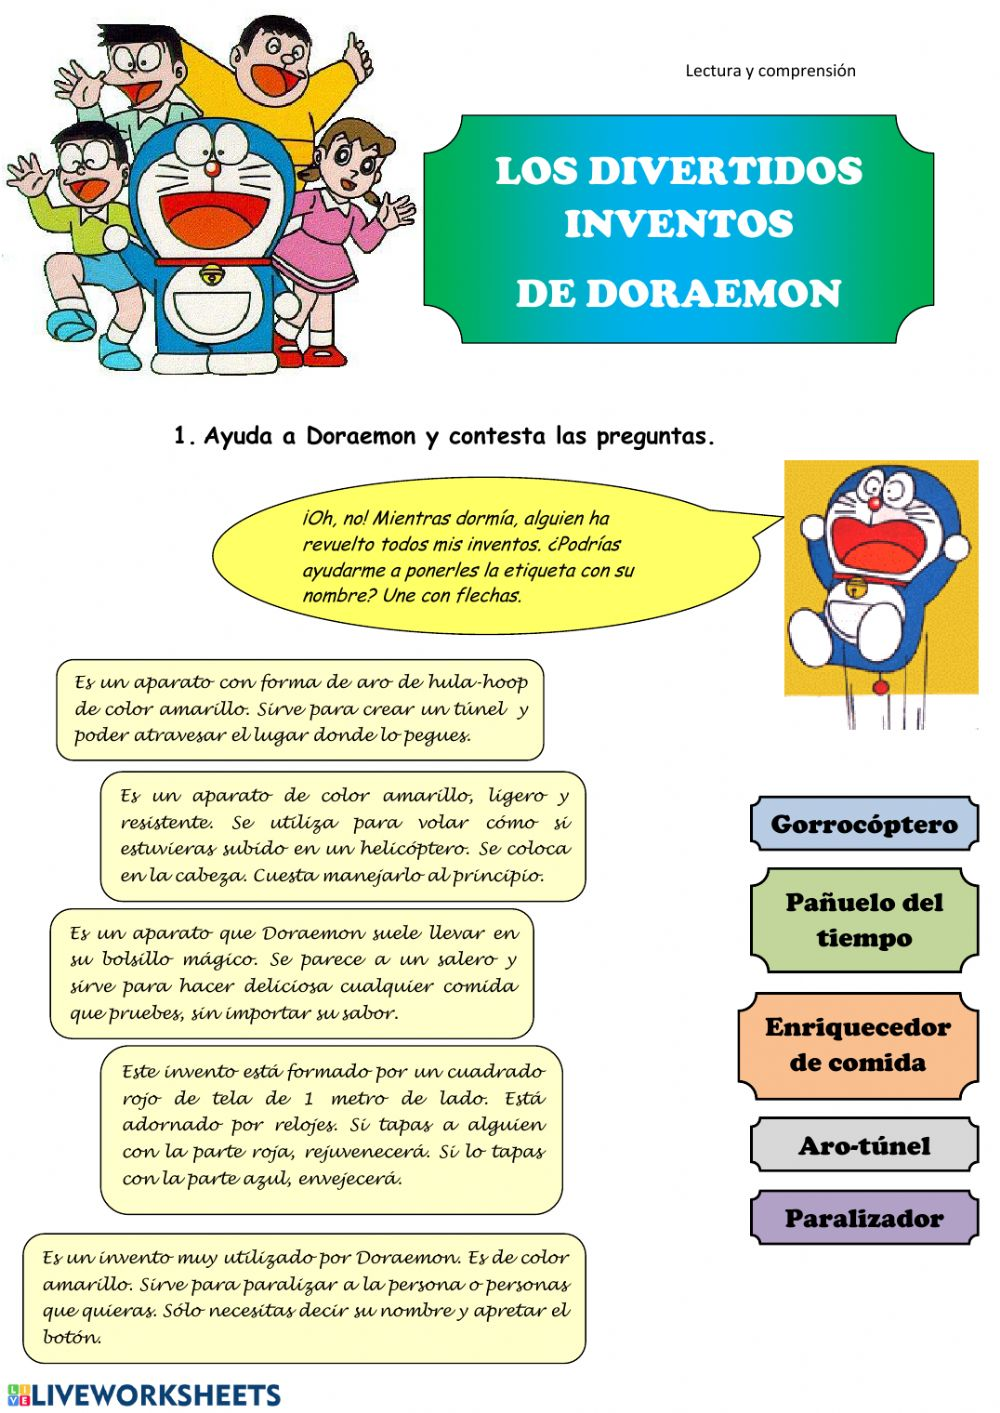 Lectura y comprensión
LOS DIVERTIDOS
INVENTOS
DE DORAEMON
1. Ayuda a Doraemon y contesta las preguntas.
¡Oh, no! Mientras dormía, alguien ha
revuelto todos mis inventos. ¿Podrías
ayudarme a ponerles la etiqueta con su
nombre? Une con flechas.
Es un aparato con forma de aro de hula-hoop
de color amarillo. Sirve para crear un túnel y
poder atravesar el lugar donde lo pegues.
Es un aparato de color amarillo, ligero y
resistente. Se utiliza para volar cómo si
estuvieras subido en un helicóptero. Se coloca
en la cabeza. Cuesta manejarlo al principio.
Es un aparato que Doraemon suele llevar en
su bolsillo mágico. Se parece a un salero y
sirve para hacer deliciosa cualquier comida
que pruebes, sin importar su sabor.
Este invento está formado por un cuadrado
rojo de tela de 1 metro de lado. Está
adornado por relojes. Si tapas a alguien
con la parte roja, rejuvenecerá. Si lo tapas
con la parte azul, envejecerá.
Es un invento muy utilizado por Doraemon. Es de color
amarillo. Sirve para paralizar a la persona o personas
que quieras. Sólo necesitas decir su nombre y apretar el
botón.
Gorrocóptero
Pañuelo del
tiempo
Enriquecedor
de comida
Aro-túnel
Paralizador
LIVE LIVEWORKSHEETS